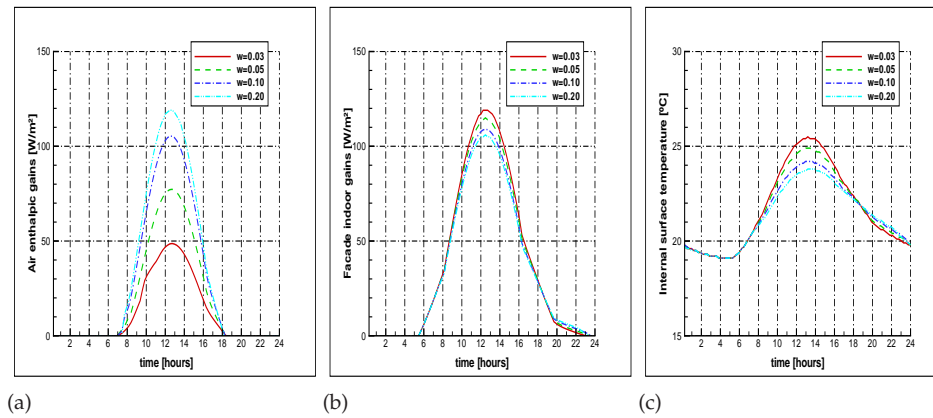 150
100
50
0
Air enthalpic gains [W/m²]
w=0.03
w=0.05
w=0.10
w=0.20
2 4 6 8 10 12 14 16 18 20 22 24
time [hours]
(a)
150
100
50
0
Facade indoor gains [W/m²]
w=0.03
w=0.05
w=0.10
w=0.20
2 4 6 8 10 12 14 16 18 20 22 24
time [hours]
(b)
30
25
20
15
Internal surface temperature [ºC]
w=0.03
w=0.05
w=0.10
w=0.20
2 4 6 8 10 12 14 16 18 20 22 24
time [hours]
(c)